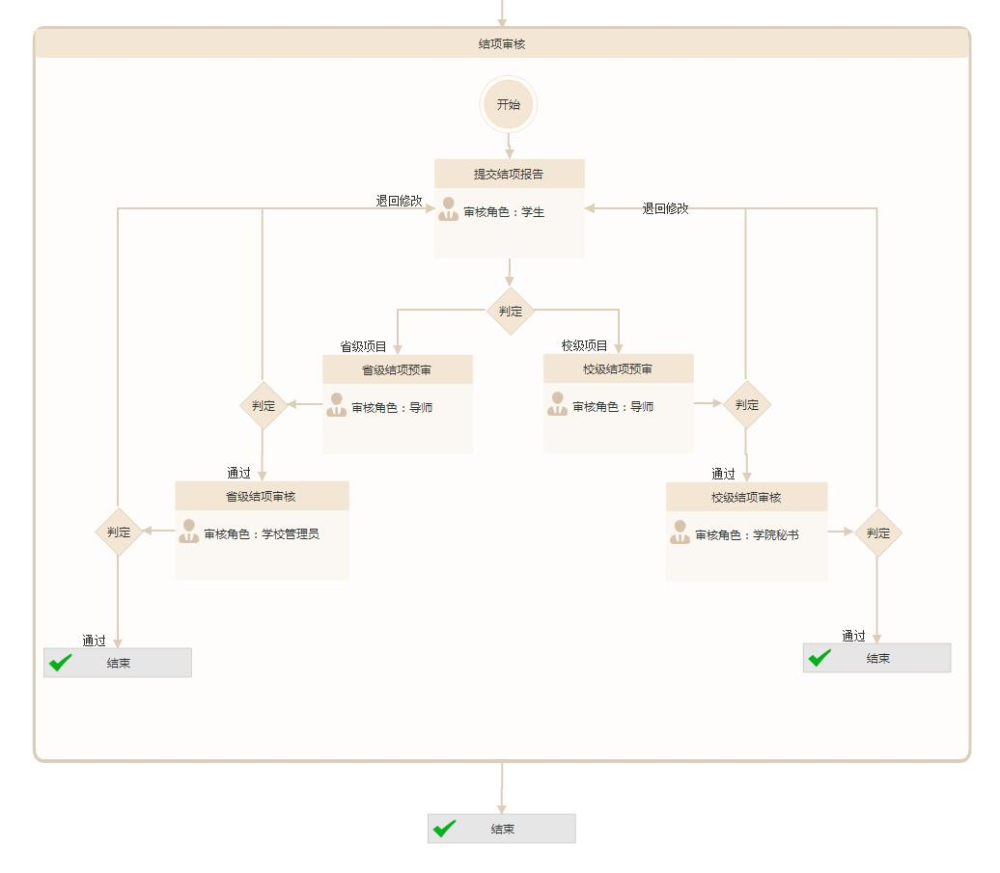 结项审核
开始
提交结项报告
审核角色：学生
退回修改
退回修改
判定
省级项目
校级项目
省级结项预审
审核角色：导师
校级结项预审
审核角色：导师
判定
判定
通过
通过
省级结项审核
审核角色：学校管理员
校级结项审核
审核角色：学院秘书
判定
判定
通过
通过
结束
结束
结束